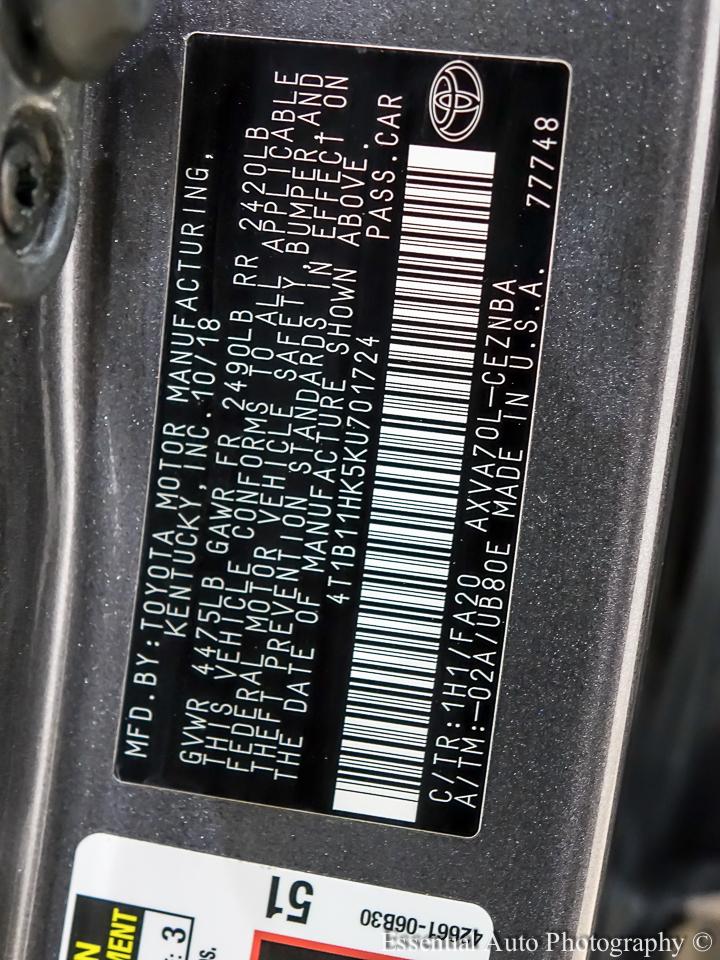 MFD.BY:TOYOTA MOTOR MANUFACTURING,
KENTUCKY,INC. 10/18
GVWR 4475LB GAWR FR 2490LB RR 2420LB
THIS VEHICLE CONFORMS TO ALL APPLICABLE
FEDERAL MOTOR VEHICLE SAFETY, BUMPER AND
THEFT PREVENTION STANDARDS IN EFFECT ON
THE DATE OF MANUFACTURE SHOWN ABOVE.
4T1B11HK5KU701724 PASS.CAR
C/TR:1H1/FA20 AXVA70L-CEZNBA
A/TM:-02A/UB80E MADE IN U.S.A. 77748
51
42661-06B30
MENT
: 3
ns.
Essential Auto Photography ©